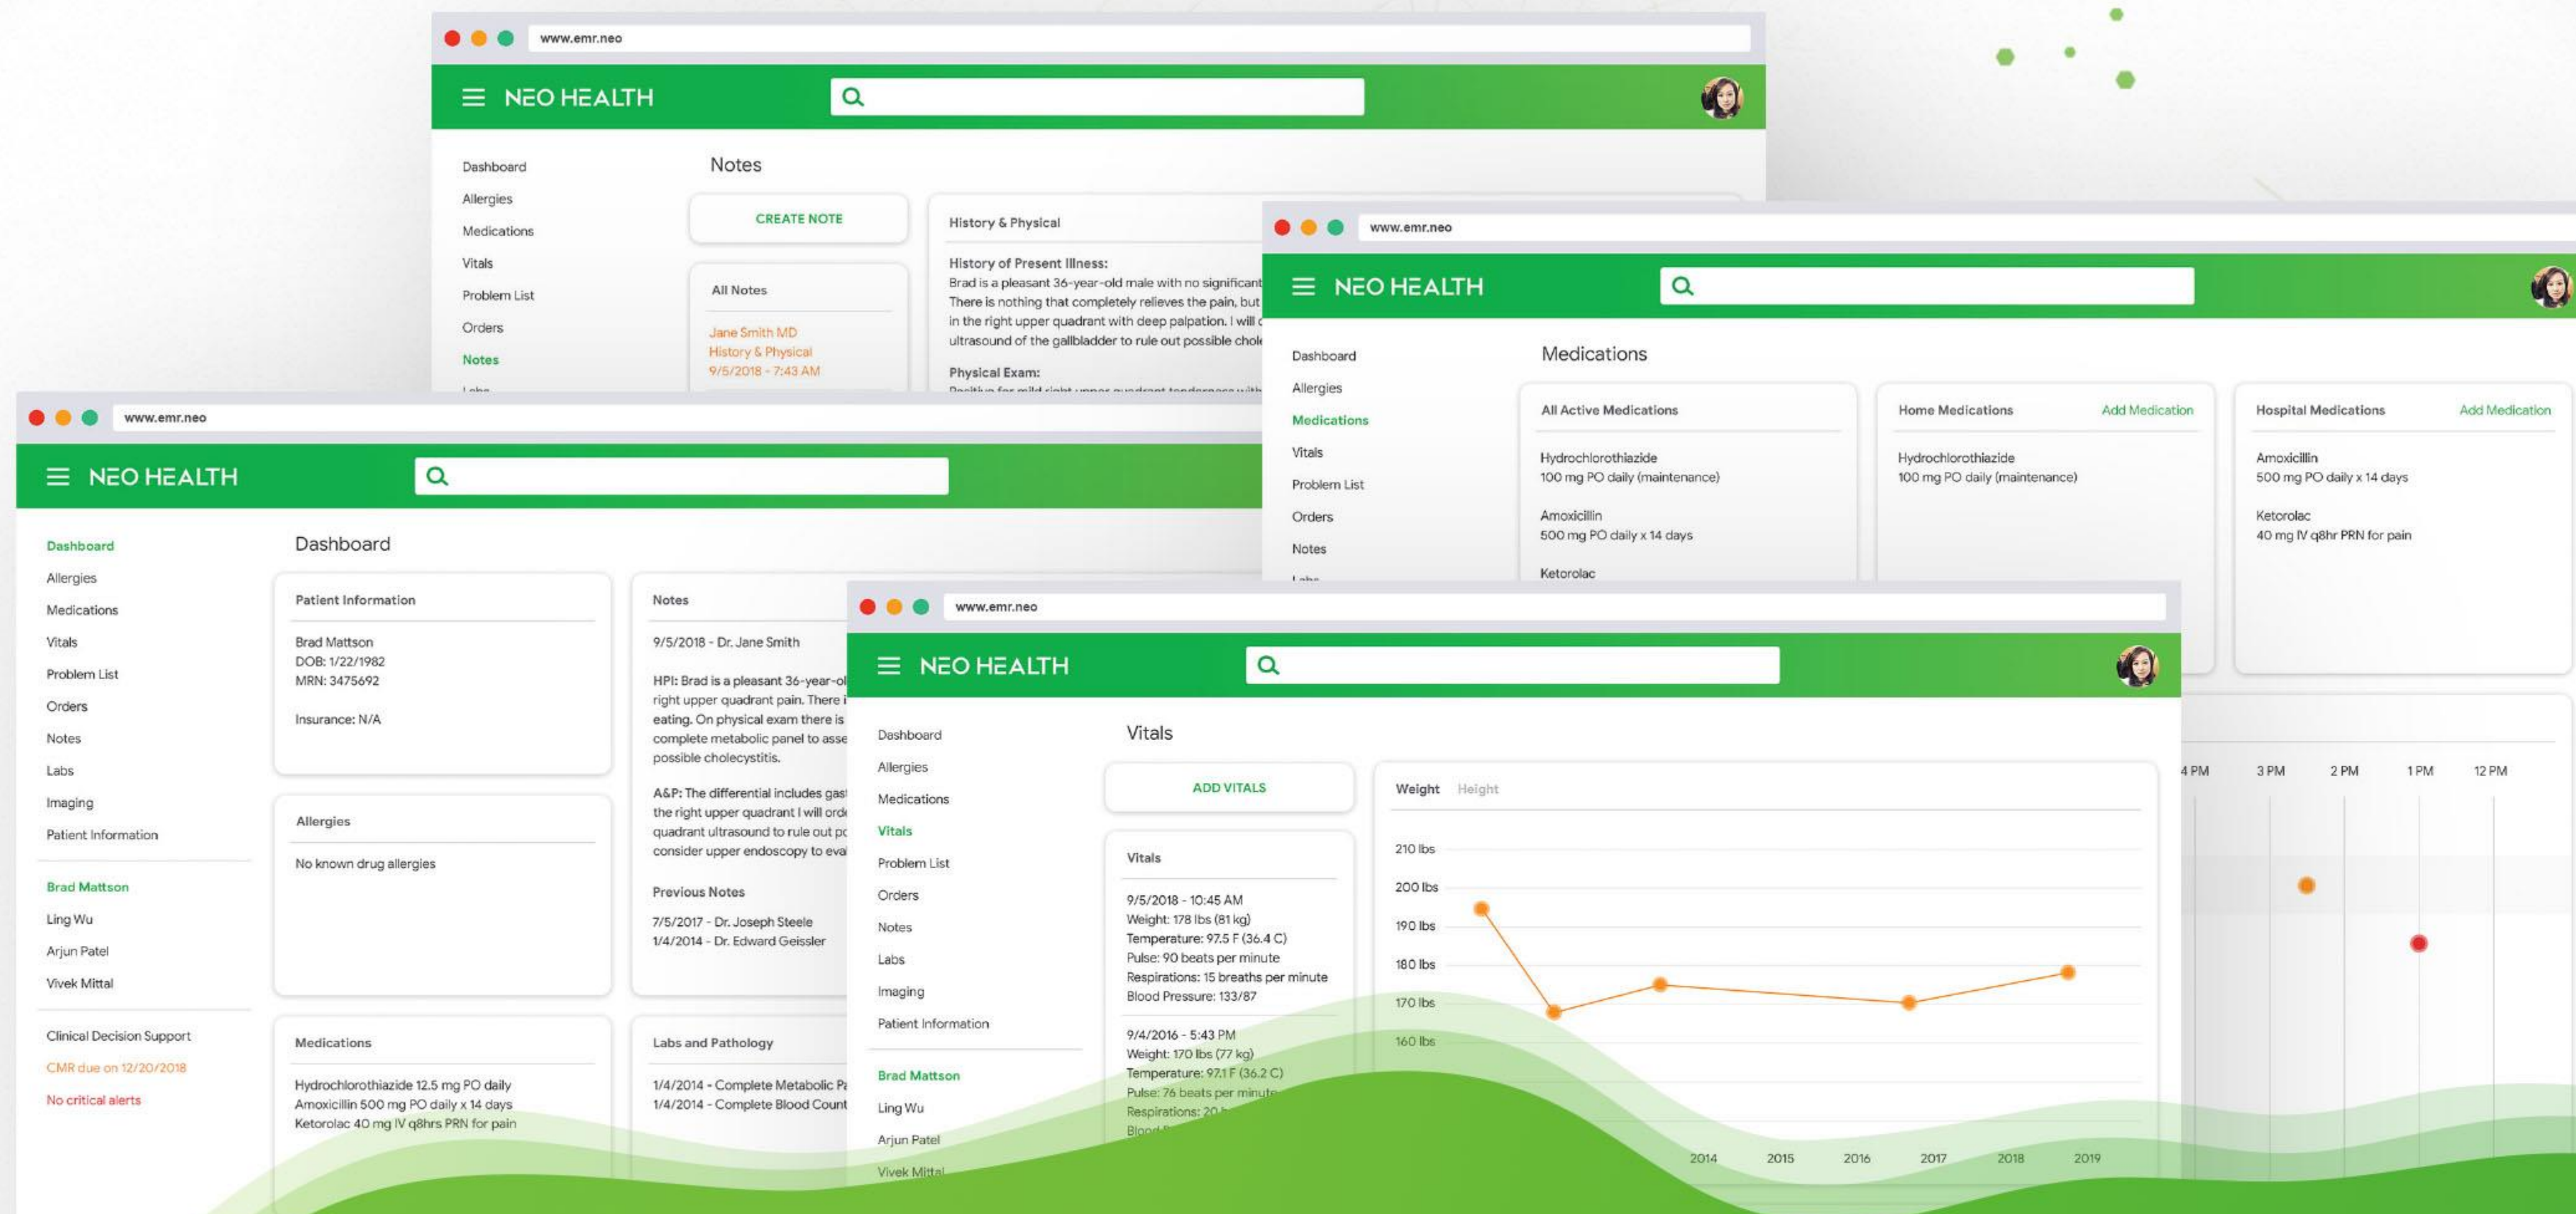 www.emr.neo
NEO HEALTH
Dashboard
Allergies
Medications
Vitals
Problem List
Orders
Notes
Notes
CREATE NOTE
All Notes
Jane Smith MD
History & Physical
9/5/2018 - 7:43 AM
History & Physical
History of Present Illness:
Brad is a pleasant 36-year-old male with no significant
There is nothing that completely relieves the pain, but
in the right upper quadrant with deep palpation. I will
ultrasound of the gallbladder to rule out possible
Physical Exam:
Positive for mild right upper quadrant tenderness with
www.emr.neo
NEO HEALTH
Dashboard
Allergies
Medications
Vitals
Problem List
Orders
Notes
Labs
Medications
All Active Medications
Hydrochlorothiazide
100 mg PO daily (maintenance)
Amoxicillin
500 mg PO daily x 14 days
Ketorolac
Home Medications
Add Medication
Hydrochlorothiazide
100 mg PO daily (maintenance)
Hospital Medications
Add Medication
Amoxicillin
500 mg PO daily x 14 days
Ketorolac
40 mg IV q8hr PRN for pain
4 PM
3 PM
2 PM
1 PM
12 PM
www.emr.neo
NEO HEALTH
Dashboard
Allergies
Medications
Vitals
Problem List
Orders
Notes
Labs
Imaging
Patient Information
Brad Mattson
Ling Wu
Arjun Patel
Vivek Mittal
Clinical Decision Support
CMR due on 12/20/2018
No critical alerts
Dashboard
Patient Information
Brad Mattson
DOB: 1/22/1982
MRN: 3475692
Insurance: N/A
Allergies
No known drug allergies
Medications
Hydrochlorothiazide 12.5 mg PO daily
Amoxicillin 500 mg PO daily x 14 days
Ketorolac 40 mg IV q8hrs PRN for pain
Notes
9/5/2018 - Dr. Jane Smith
HPI: Brad is a pleasant 36-year-ol
right upper quadrant pain. There i
eating. On physical exam there is
complete metabolic panel to asse
possible cholecystitis.
A&P: The differential includes gas
the right upper quadrant I will orde
quadrant ultrasound to rule out po
consider upper endoscopy to eval
Previous Notes
7/5/2017 - Dr. Joseph Steele
1/4/2014 - Dr. Edward Geissler
Labs and Pathology
1/4/2014 - Complete Metabolic Pa
1/4/2014 - Complete Blood Count
www.emr.neo
NEO HEALTH
Dashboard
Allergies
Medications
Vitals
Problem List
Orders
Notes
Labs
Imaging
Patient Information
Brad Mattson
Ling Wu
Arjun Patel
Vivek Mittal
Vitals
ADD VITALS
Vitals
9/5/2018 - 10:45 AM
Weight: 178 lbs (81 kg)
Temperature: 97.5 F (36.4 C)
Pulse: 90 beats per minute
Respirations: 15 breaths per minute
Blood Pressure: 133/87
9/4/2016 - 5:43 PM
Weight: 170 lbs (77 kg)
Temperature: 97.1 F (36.2 C)
Pulse: 76 beats per minute
Respirations: 20
Weight Height
210 lbs
200 lbs
190 lbs
180 lbs
170 lbs
160 lbs
2014
2015
2016
2017
2018
2019